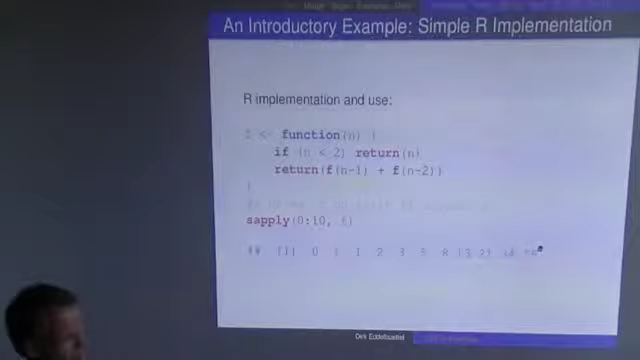 An Introductory Example: Simple R Implementation
R implementation and use:
f <- function(n) {
if (n < 2) return(n)
return(f(n-1) + f(n-2))
}
sapply(0:10, f)
## [1] 0 1 1 2 3 5 8 13 21 34
Dirk Eddelbuettel